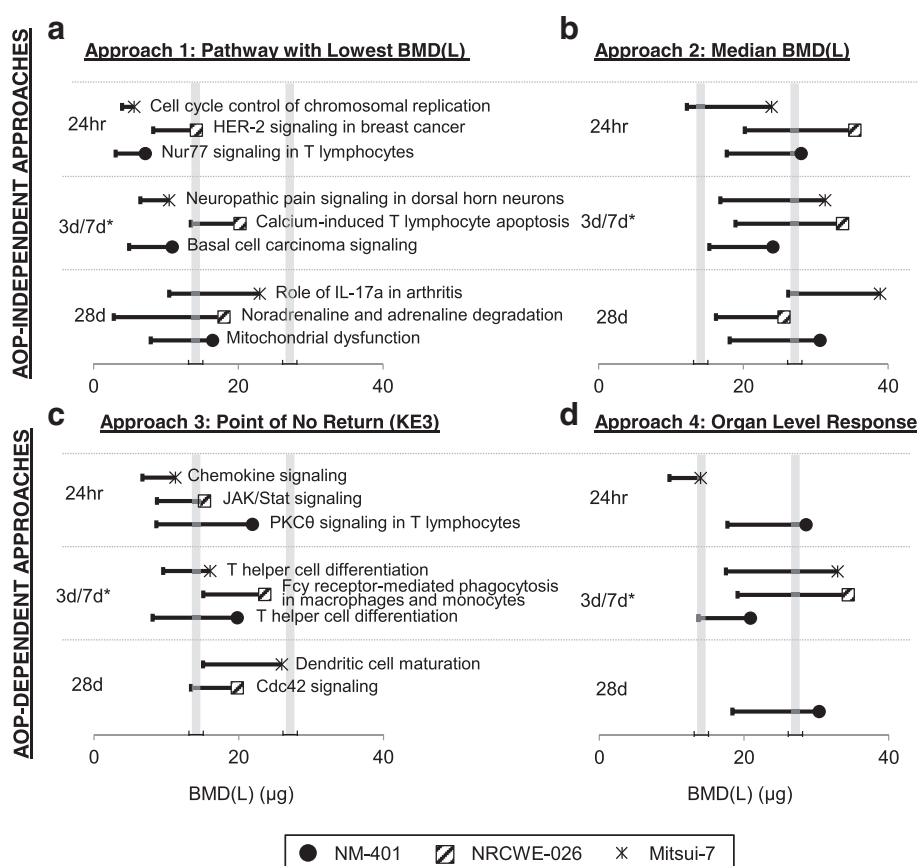 a
Approach 1: Pathway with Lowest BMD(L)
b
Approach 2: Median BMD(L)
AOP-INDEPENDENT APPROACHES
24hr
Cell cycle control of chromosomal replication
HER-2 signaling in breast cancer
Nur77 signaling in T lymphocytes
3d/7d*
Neuropathic pain signaling in dorsal horn neurons
Calcium-induced T lymphocyte apoptosis
Basal cell carcinoma signaling
28d
Role of IL-17a in arthritis
Noradrenaline and adrenaline degradation
Mitochondrial dysfunction
0 20 40
24hr
3d/7d*
28d
0 20 40
c
Approach 3: Point of No Return (KE3)
d
Approach 4: Organ Level Response
AOP-DEPENDENT APPROACHES
24hr
Chemokine signaling
JAK/Stat signaling
PKCθ signaling in T lymphocytes
3d/7d*
T helper cell differentiation
Fcγ receptor-mediated phagocytosis
in macrophages and monocytes
T helper cell differentiation
28d
Dendritic cell maturation
Cdc42 signaling
0 20 40
BMD(L) (μg)
24hr
3d/7d*
28d
0 20 40
BMD(L) (μg)
NM-401 NRCWE-026 Mitsui-7